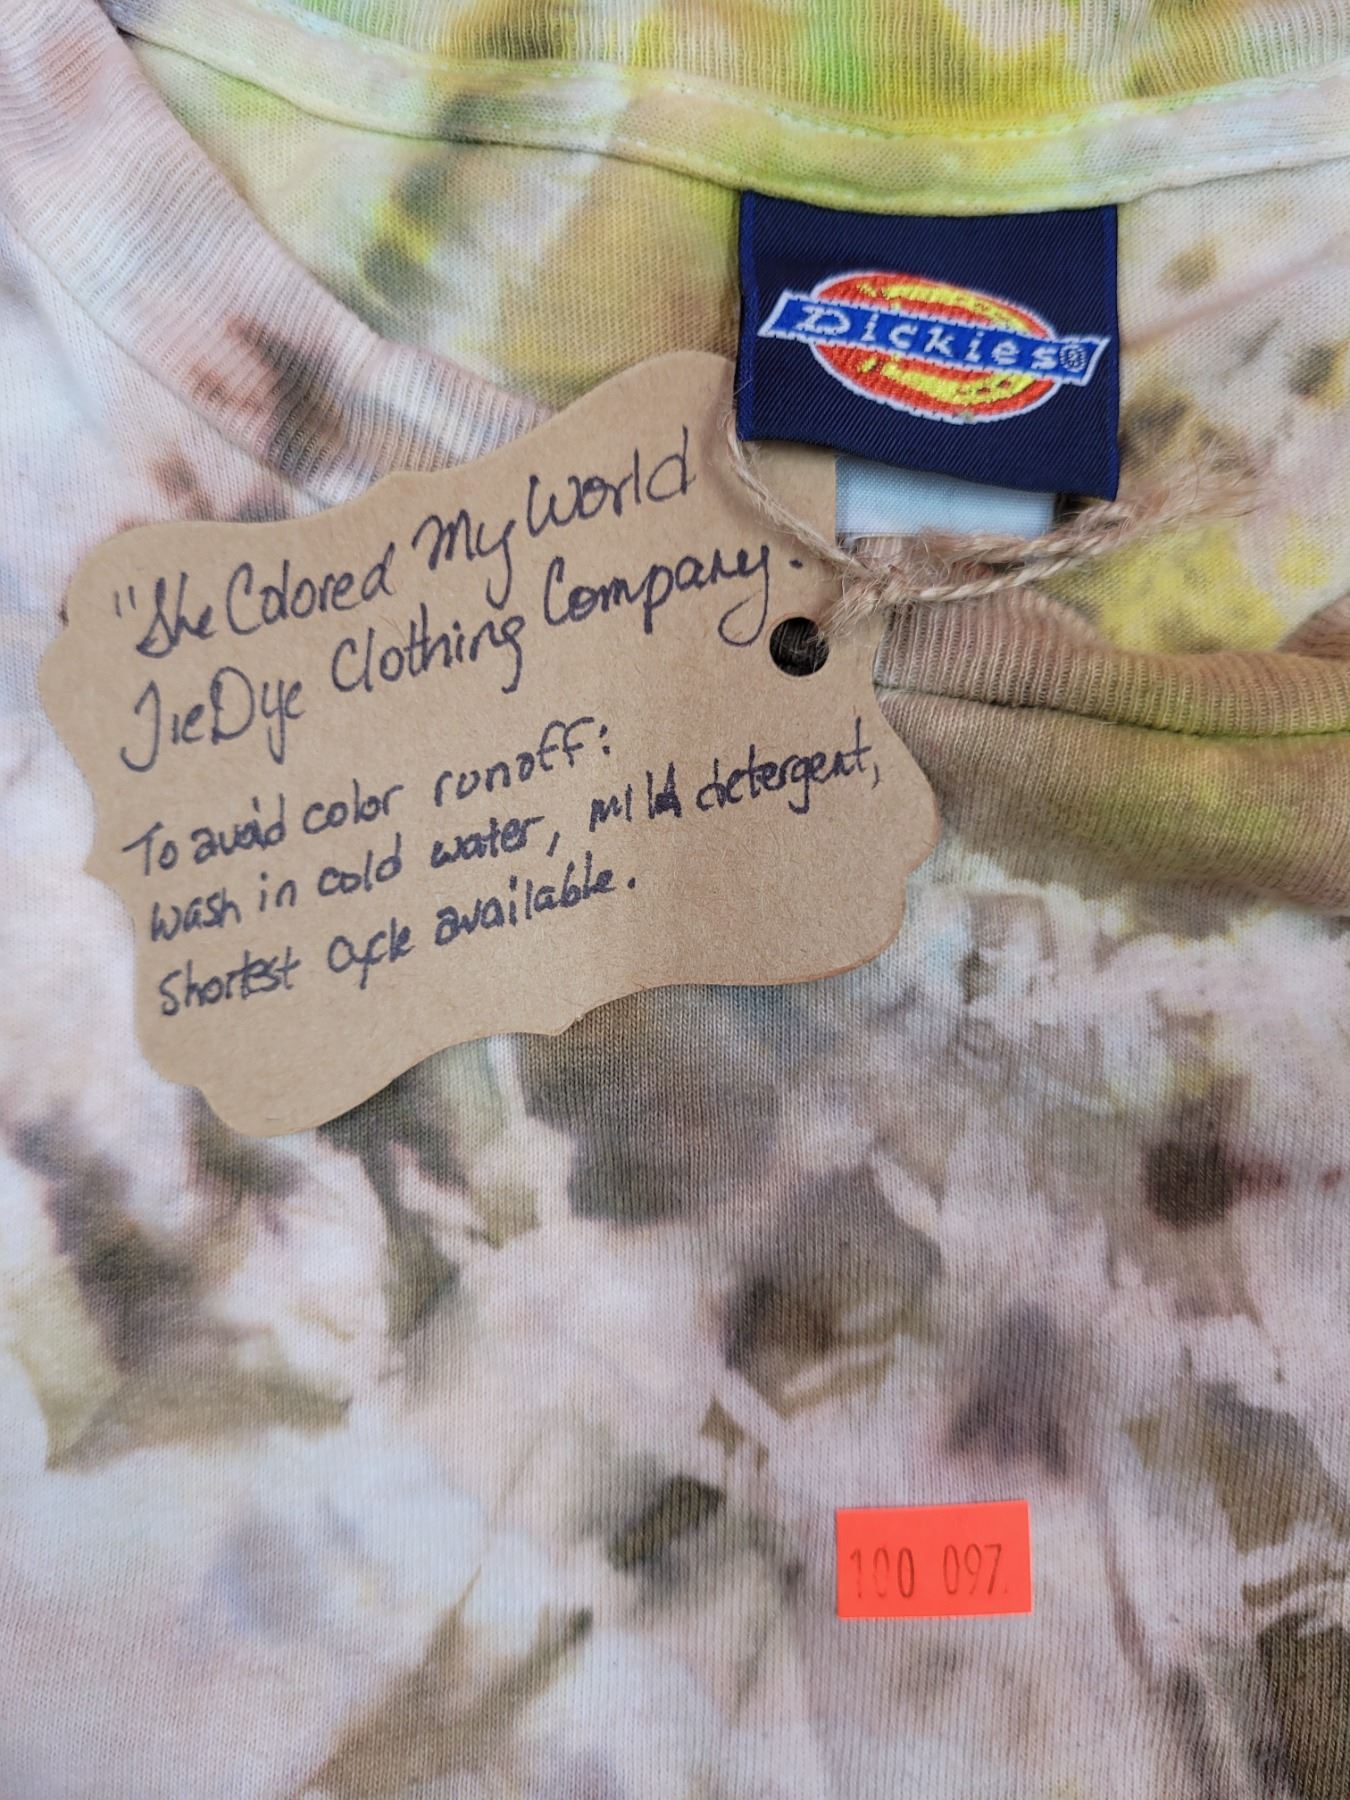 Dickies®
"She Colored My World
TieDye Clothing Company.
To avoid color runoff:
wash in cold water, mild detergent,
shortest cycle available.
100 097.